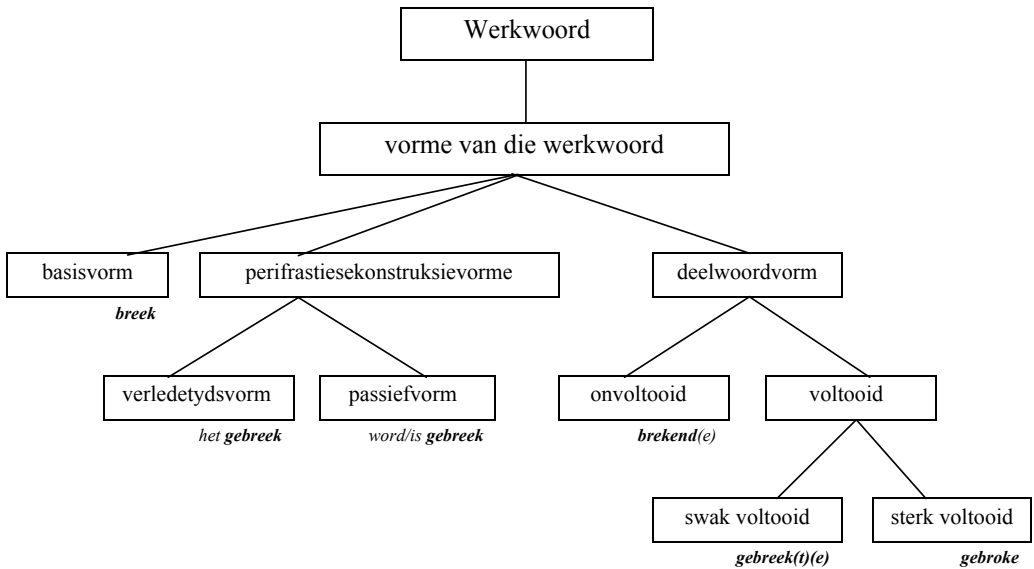 Werkwoord
vorme van die werkwoord
basisvorm
perifrastiesekonstruksievorme
deelwoordvorm
breek
verledetydsvorm
passiefvorm
onvoltooid
voltooid
het gebreek
word/is gebreek
brekend(e)
swak voltooid
sterk voltooid
gebreek(t)(e)
gebroke